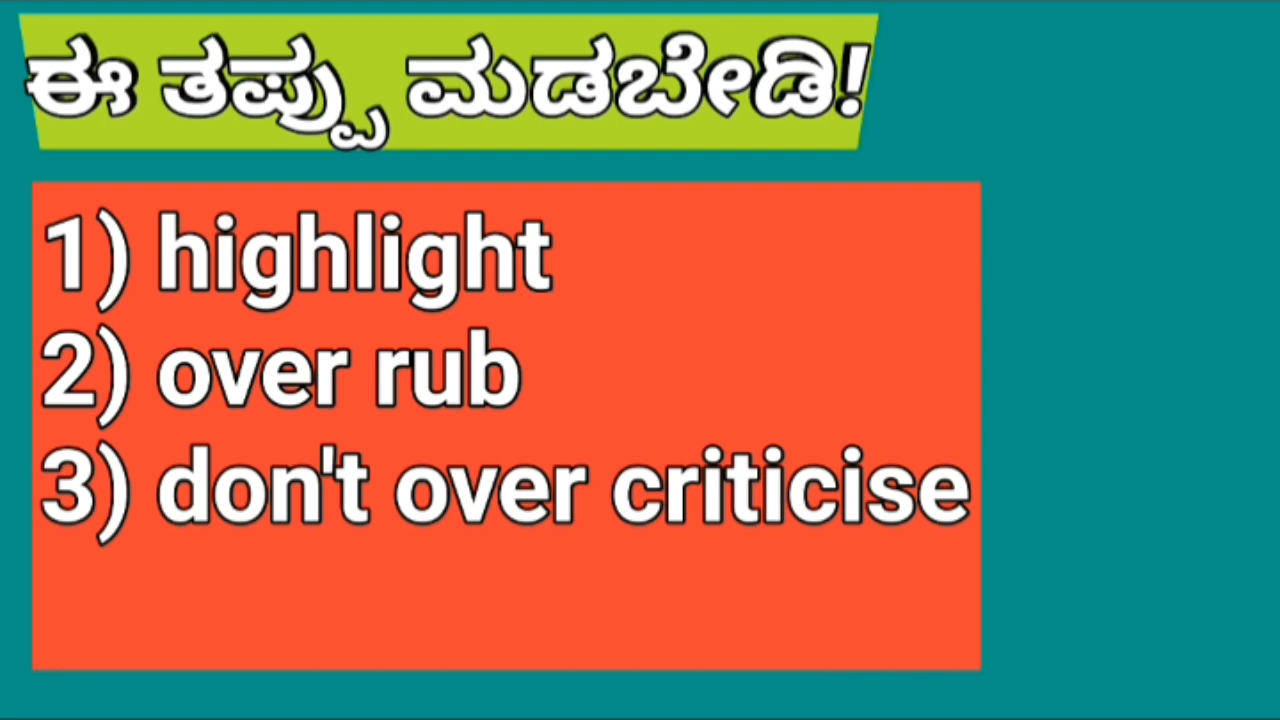 ಈ ತಪ್ಪು ಮಡಬೇಡಿ!
1) highlight
2) over rub
3) don't over criticise